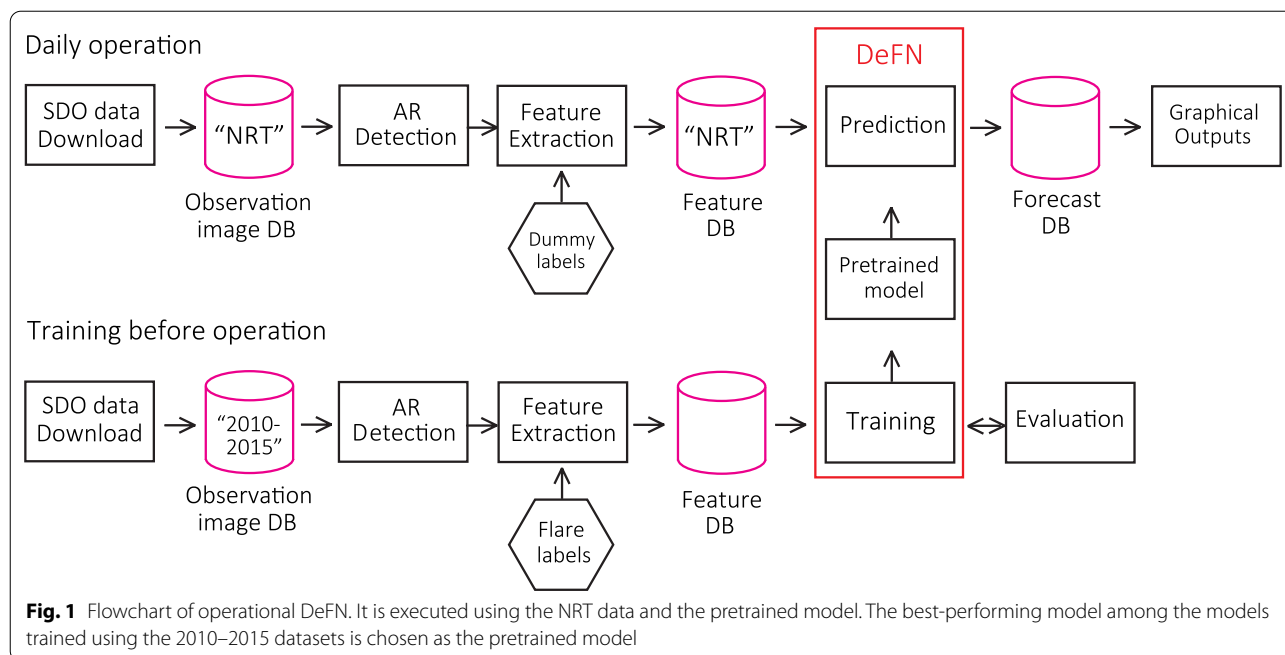 Daily operation
DeFN
SDO data
Download
“NRT”
Observation
image DB
AR
Detection
Feature
Extraction
Dummy
labels
“NRT”
Feature
DB
Prediction
Pretrained
model
Forecast
DB
Graphical
Outputs
Training before operation
SDO data
Download
“2010-
2015”
Observation
image DB
AR
Detection
Feature
Extraction
Flare
labels
Feature
DB
Training
Evaluation
Fig. 1 Flowchart of operational DeFN. It is executed using the NRT data and the pretrained model. The best-performing model among the models
trained using the 2010–2015 datasets is chosen as the pretrained model